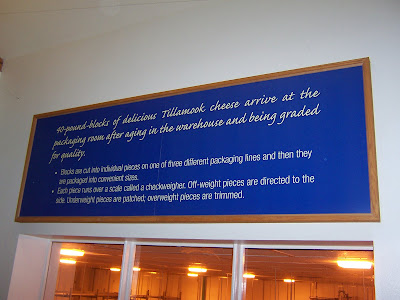 40-pound-blocks of delicious Tillamook cheese arrive at the
packaging room after aging in the warehouse and being graded
for quality.
• Blocks are cut into individual pieces on one of three different packaging lines and then they
are packaged into convenient sizes.
• Each piece runs over a scale called a checkweigher. Off-weight pieces are directed to the
side. Underweight pieces are patched; overweight pieces are trimmed.